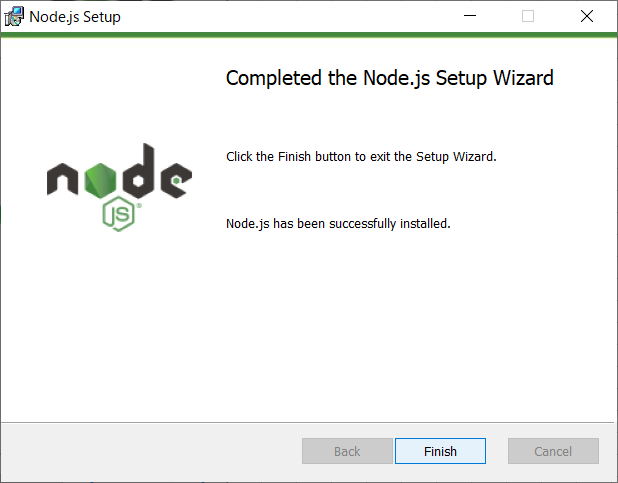 Node.js Setup
Completed the Node.js Setup Wizard
Click the Finish button to exit the Setup Wizard.
node
JS
Node.js has been successfully installed.
Back
Finish
Cancel